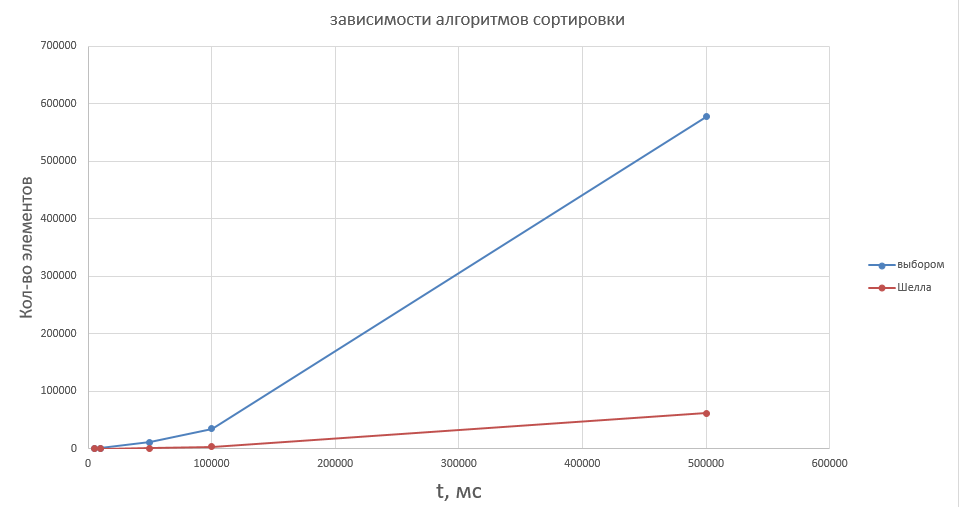 зависимости алгоритмов сортировки
700000
600000
500000
400000
300000
200000
100000
0
Кол-во элементов
0 100000 200000 300000 400000 500000 600000
t, мс
выбором
Шелла